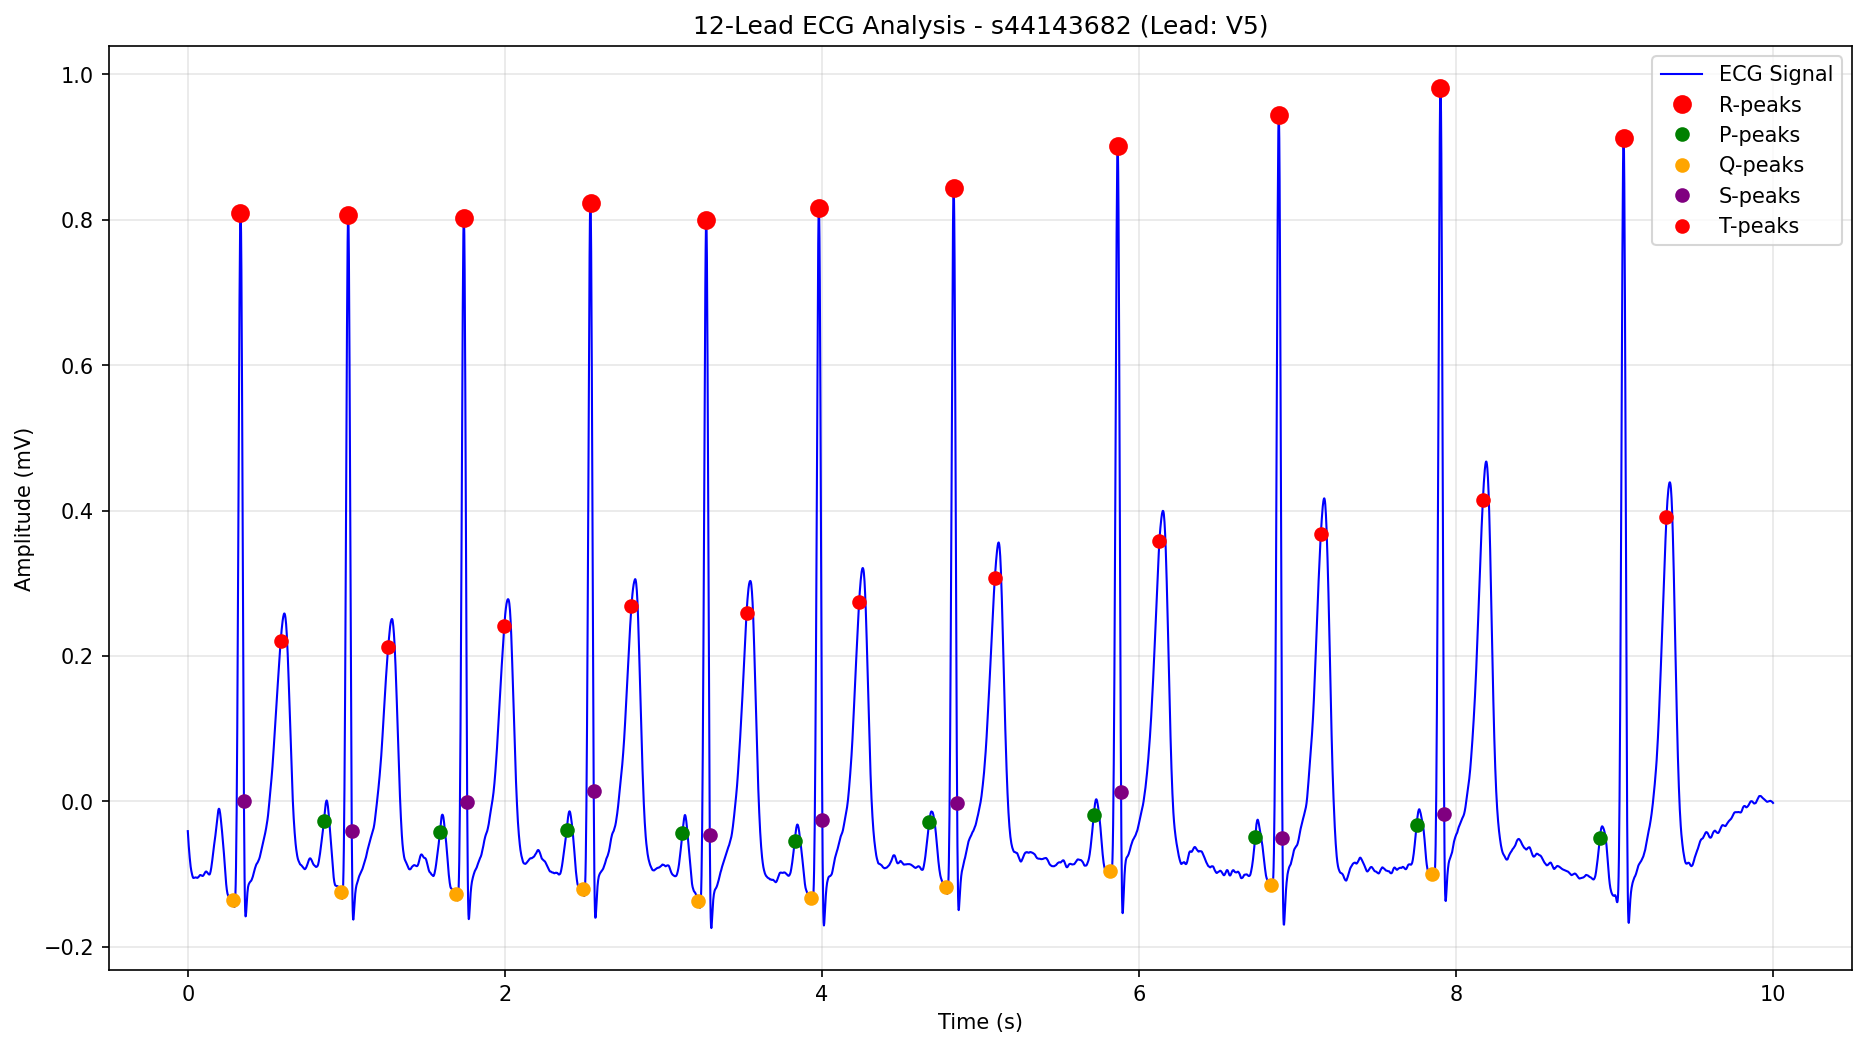 12-Lead ECG Analysis - s44143682 (Lead: V5)
ECG Signal
R-peaks
P-peaks
Q-peaks
S-peaks
T-peaks
Amplitude (mV)
1.0
0.8
0.6
0.4
0.2
0.0
−0.2
0 2 4 6 8 10
Time (s)